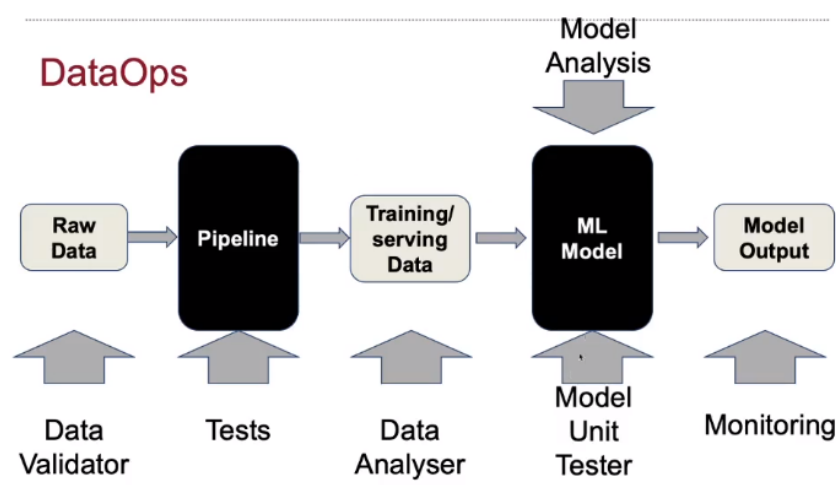 Model
Analysis
DataOps
Raw
Data
Pipeline
Training/
serving
Data
ML
Model
Model
Output
Data
Validator
Tests
Data
Analyser
Model
Unit
Tester
Monitoring